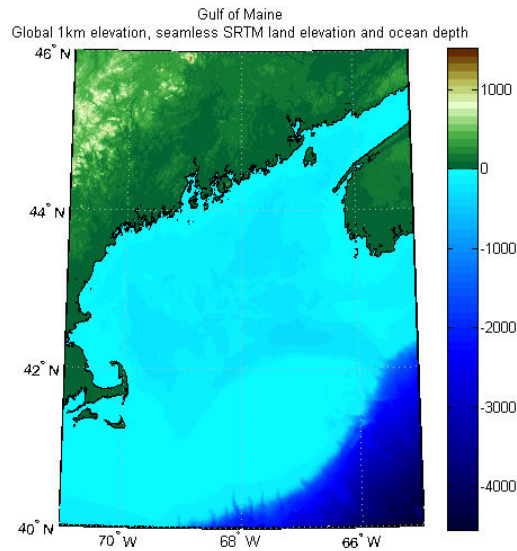 Gulf of Maine
Global 1km elevation, seamless SRTM land elevation and ocean depth
46°N
44°N
42°N
40°N
70°W
68°W
66°W
1000
0
-1000
-2000
-3000
-4000